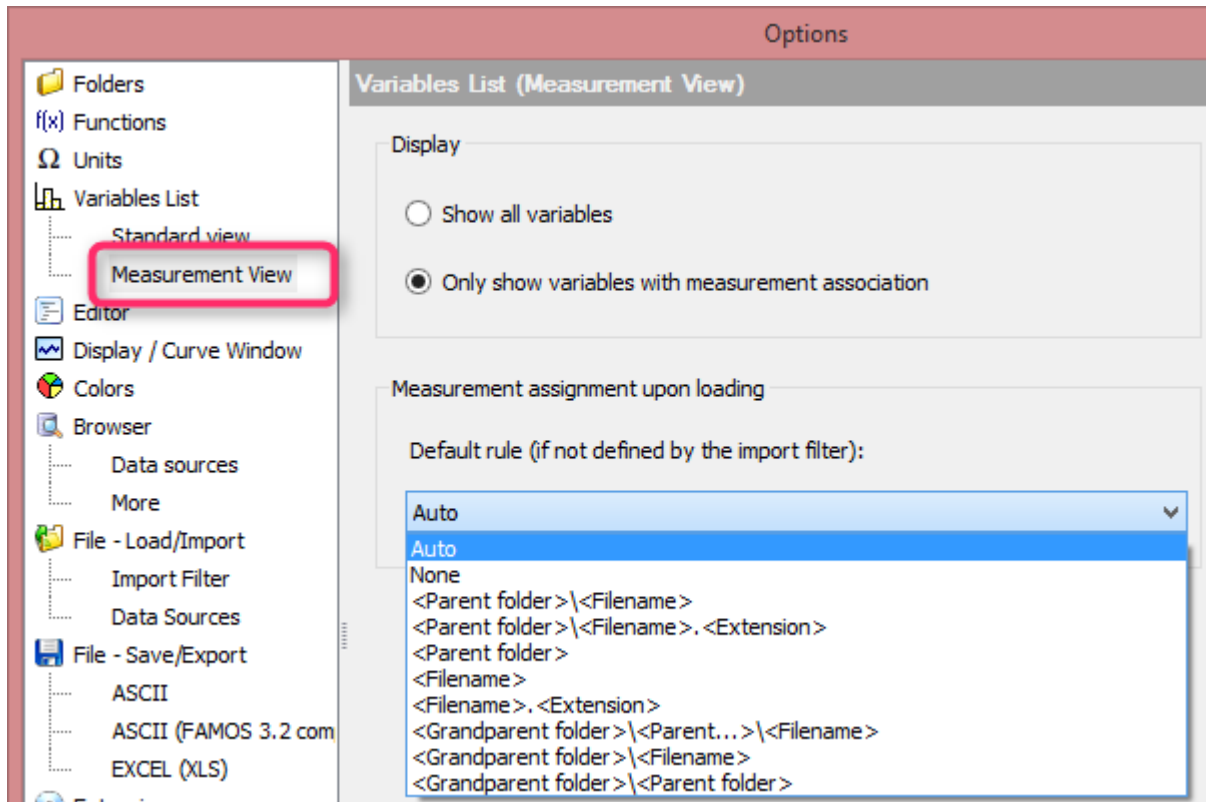 Options
Folders
f(x) Functions
Ω Units
Variables List
Standard view
Measurement View
Editor
Display / Curve Window
Colors
Browser
Data sources
More
File - Load/Import
Import Filter
Data Sources
File - Save/Export
ASCII
ASCII (FAMOS 3.2 com
EXCEL (XLS)
Variables List (Measurement View)
Display
Show all variables
Only show variables with measurement association
Measurement assignment upon loading
Default rule (if not defined by the import filter):
Auto
Auto
None
<Parent folder>\<Filename>
<Parent folder>\<Filename>.<Extension>
<Parent folder>
<Filename>
<Filename>.<Extension>
<Grandparent folder>\<Parent...>\<Filename>
<Grandparent folder>\<Filename>
<Grandparent folder>\<Parent folder>